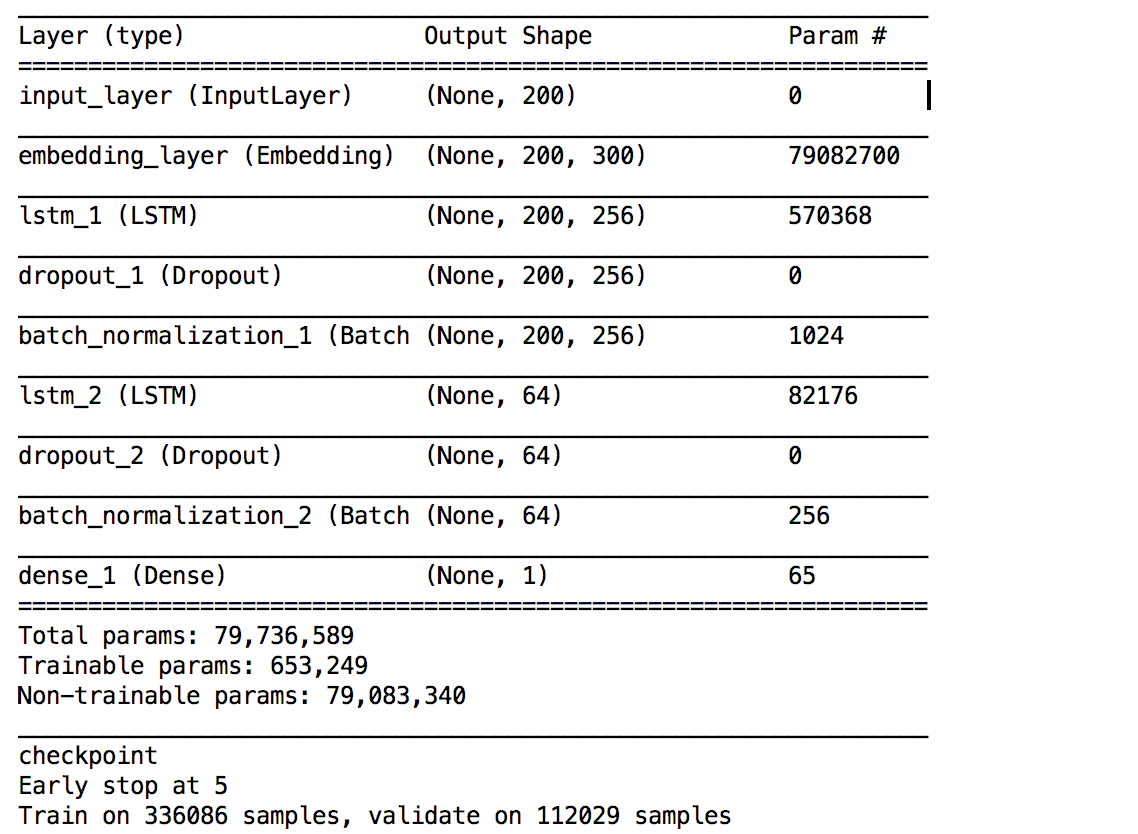 Layer (type) Output Shape Param #
=================================================================
input_layer (InputLayer) (None, 200) 0
embedding_layer (Embedding) (None, 200, 300) 79082700
lstm_1 (LSTM) (None, 200, 256) 570368
dropout_1 (Dropout) (None, 200, 256) 0
batch_normalization_1 (Batch (None, 200, 256) 1024
lstm_2 (LSTM) (None, 64) 82176
dropout_2 (Dropout) (None, 64) 0
batch_normalization_2 (Batch (None, 64) 256
dense_1 (Dense) (None, 1) 65
=================================================================
Total params: 79,736,589
Trainable params: 653,249
Non-trainable params: 79,083,340
checkpoint
Early stop at 5
Train on 336086 samples, validate on 112029 samples